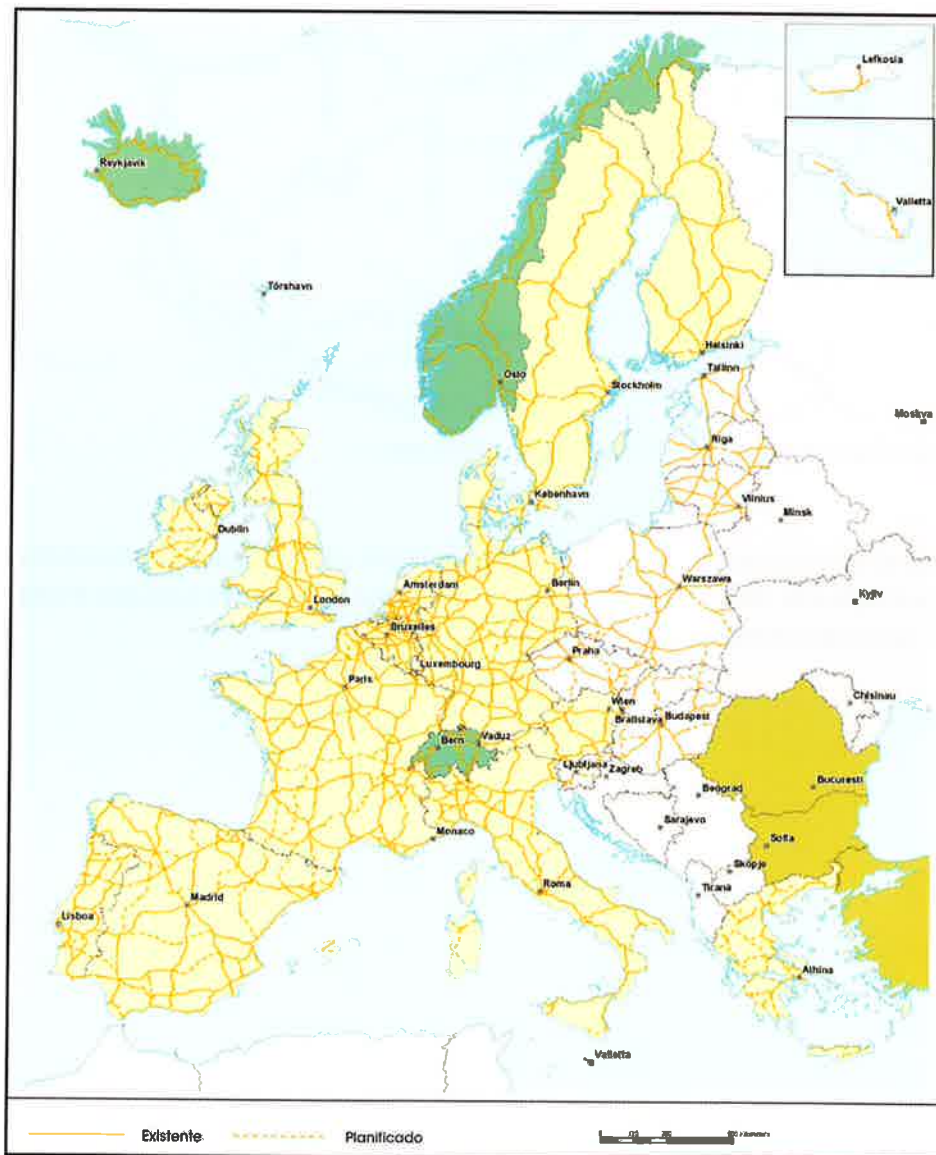 Lefkosia
Reykjavik
Valletta
Tórshavn
Helsinki
Oslo
Tallinn
Stockholm
Moskva
Riga
København
Vilnius
Minsk
Dublin
Amsterdam
Berlin
Warszawa
London
Kyjiv
Bruxelles
Praha
Luxembourg
Paris
Chisinau
Wien
Bratislava
Budapest
Bern
Vaduz
Ljubljana
Zagreb
Bucuresti
Beograd
Sarajevo
Monaco
Sofia
Skopje
Roma
Tirana
Madrid
Lisboa
Athina
Valletta
Existente
Planificado
0